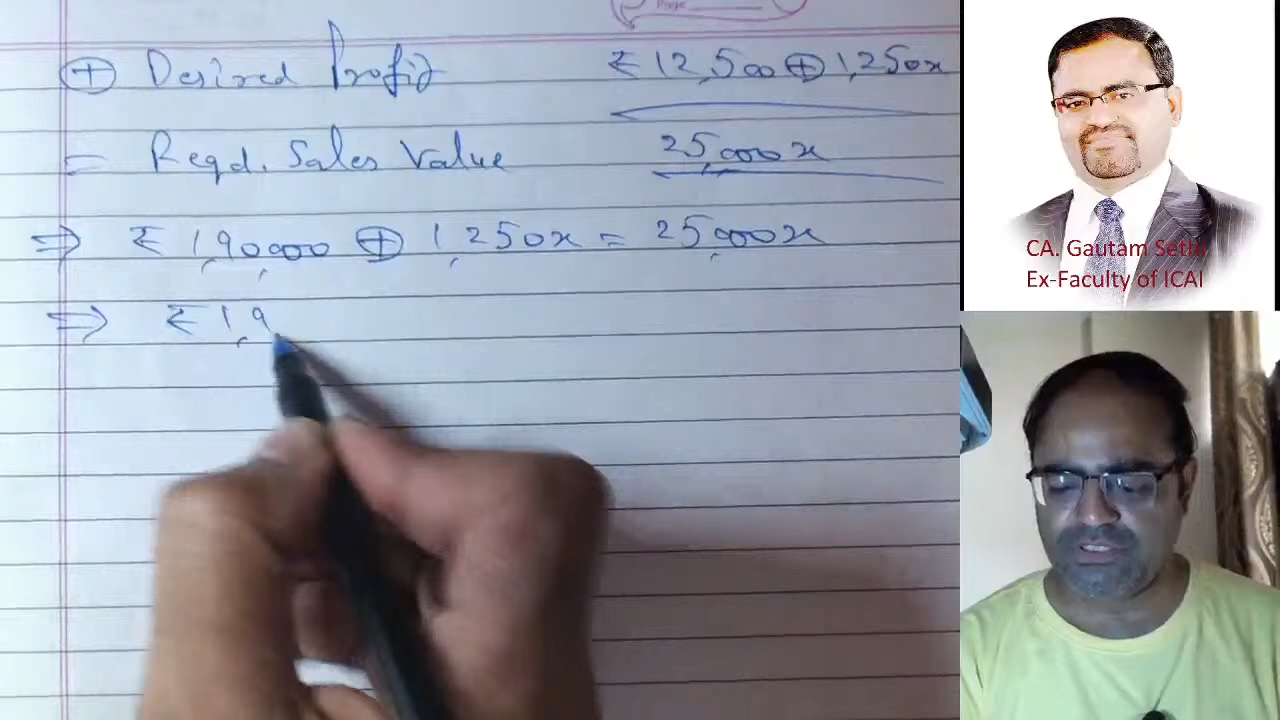 Page
⊕ Desired Profit ₹ 12,500 ⊕ 1,250x
= Reqd. Sales Value 25,000x
⇒ ₹ 1,90,000 ⊕ 1,250x = 25,000x
⇒ ₹ 1,9
CA. Gautam Sethi
Ex-Faculty of ICAI